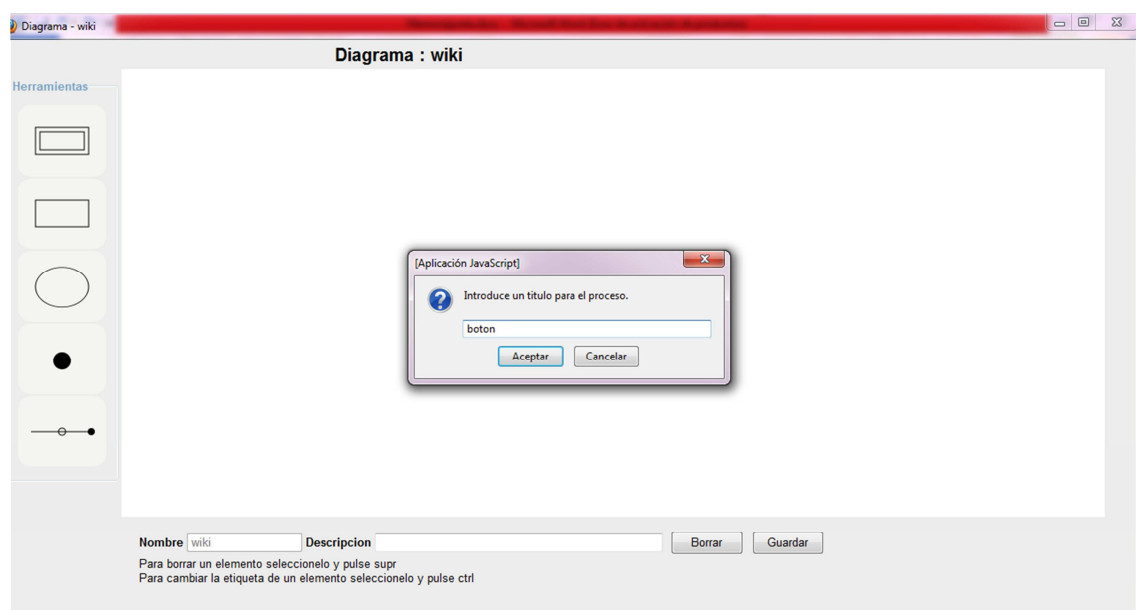 Diagrama - wiki
Diagrama : wiki
Herramientas
[Aplicación JavaScript]
Introduce un titulo para el proceso.
boton
Aceptar Cancelar
Nombre wiki Descripcion Borrar Guardar
Para borrar un elemento seleccionelo y pulse supr
Para cambiar la etiqueta de un elemento seleccionelo y pulse ctrl